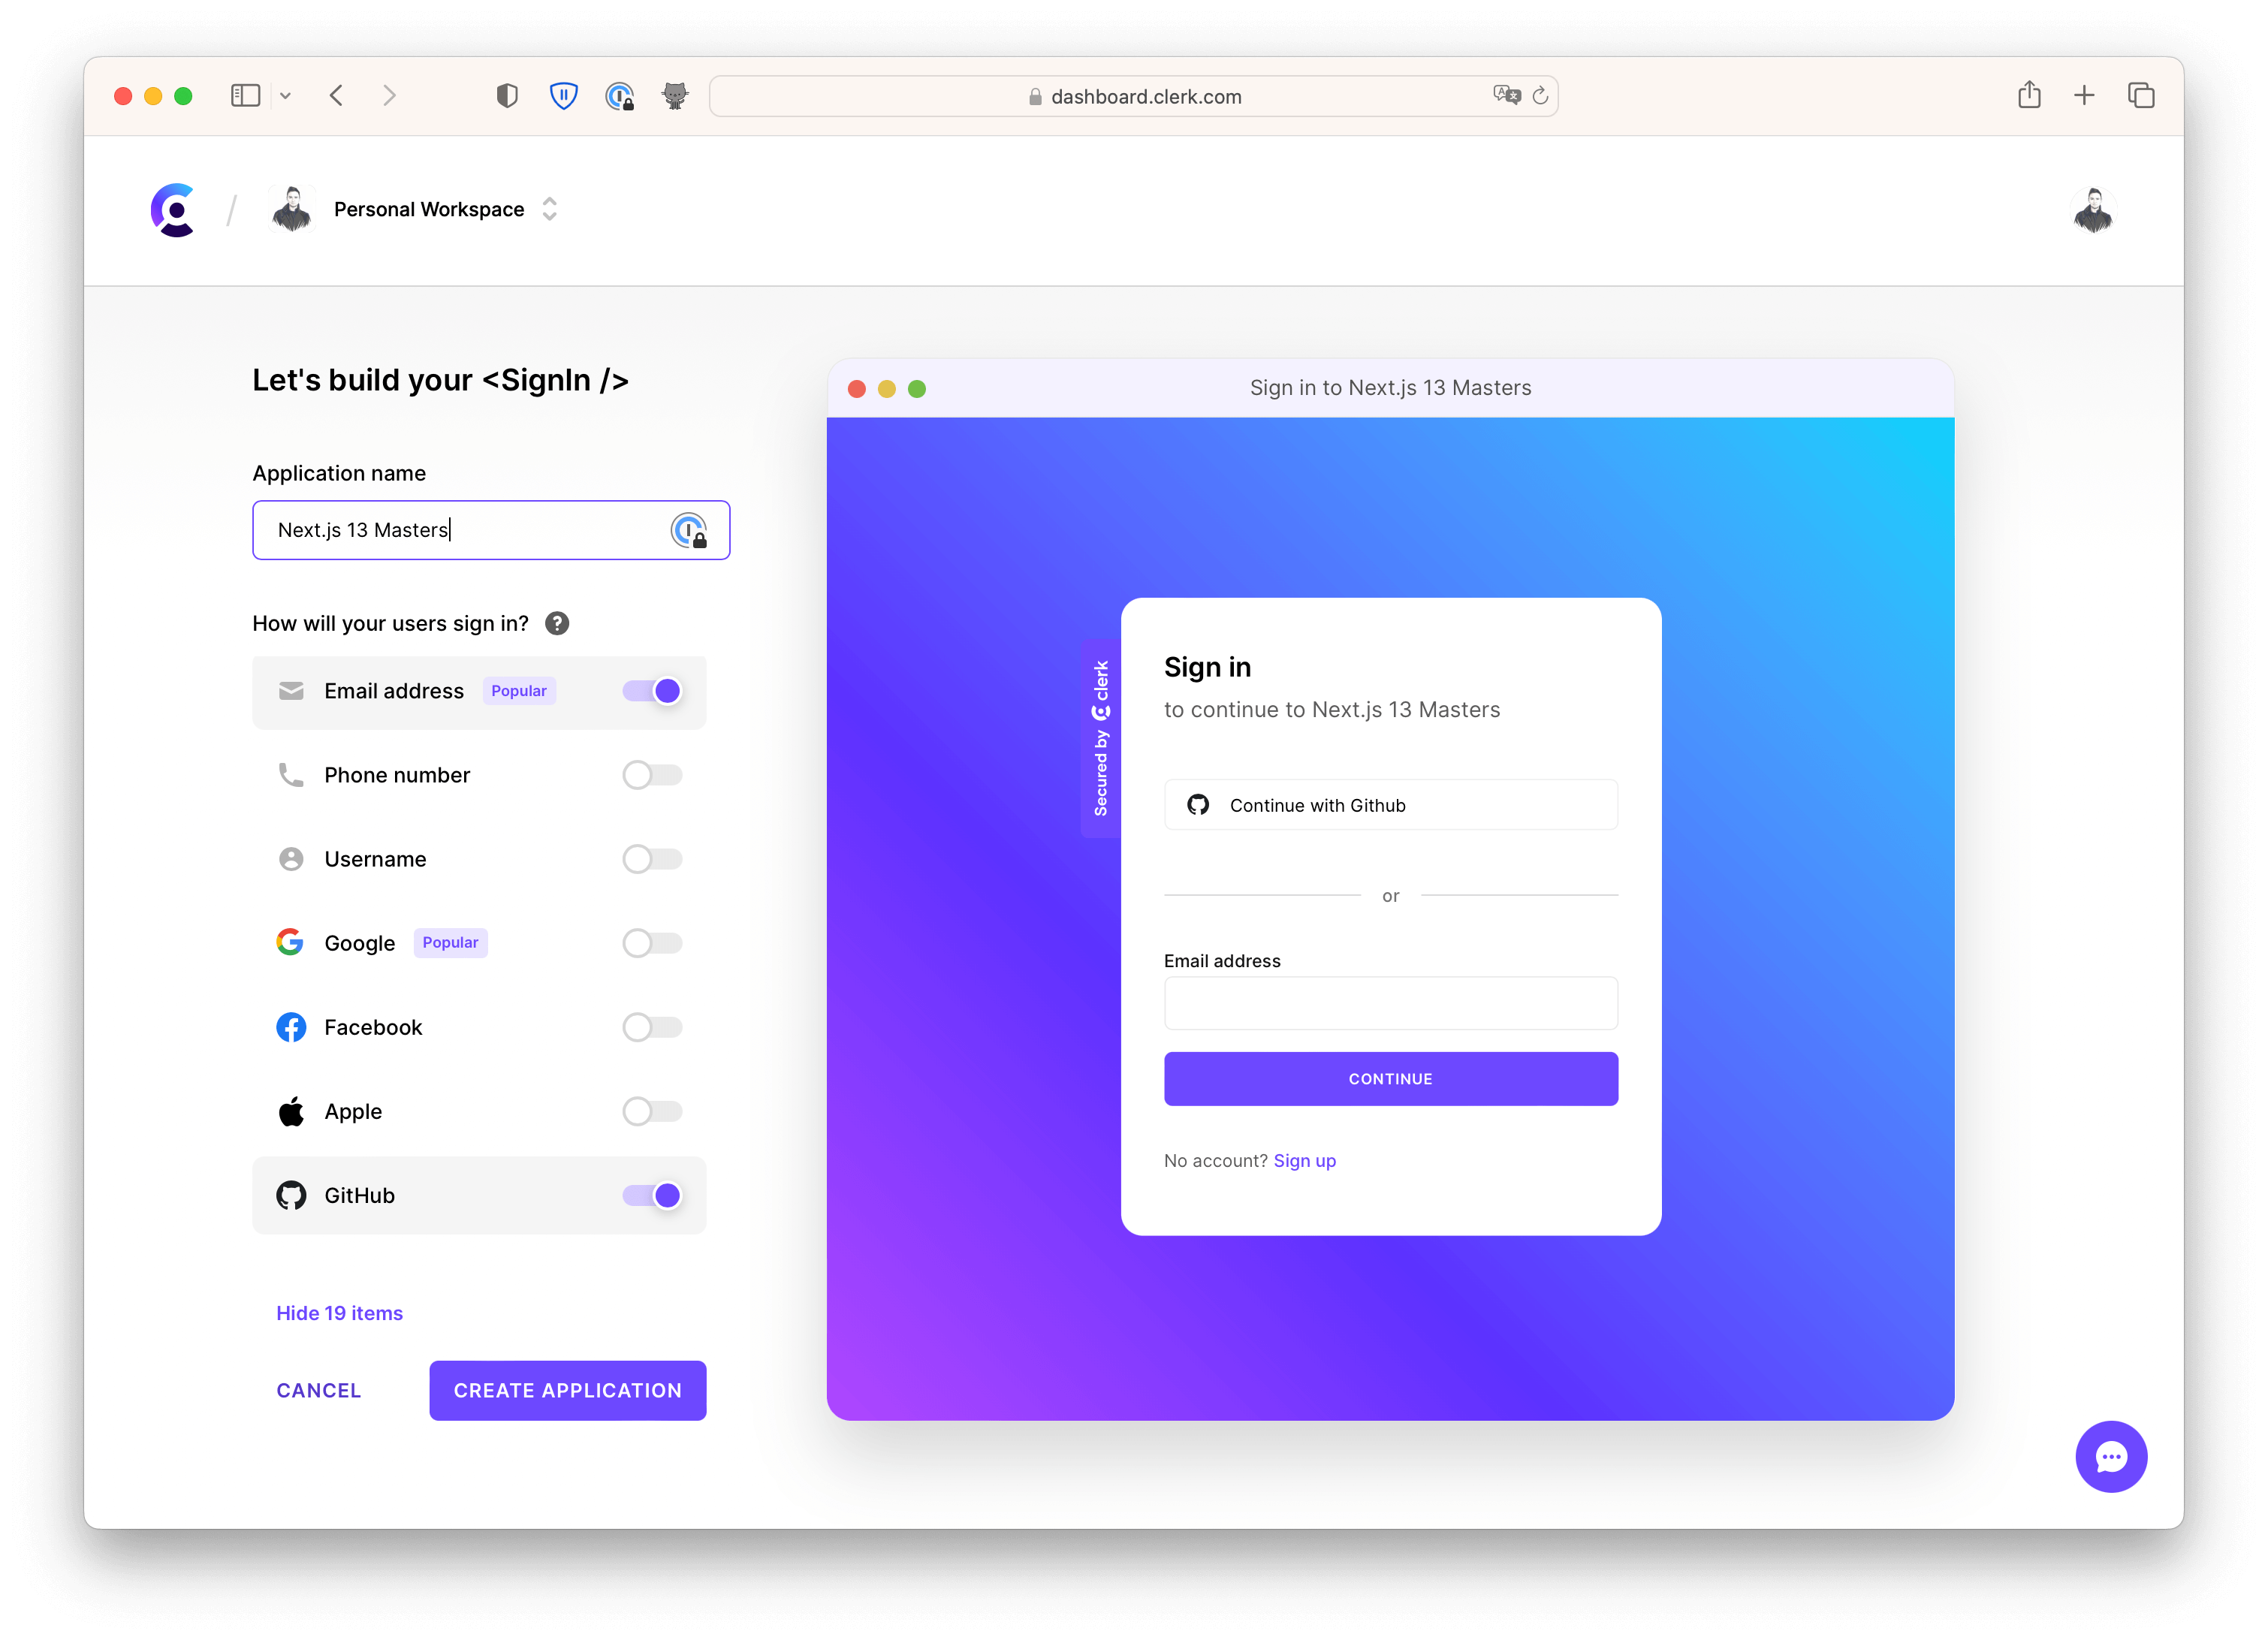 dashboard.clerk.com
/
Personal Workspace
Let's build your <SignIn />
Application name
Next.js 13 Masters
How will your users sign in?
Email address Popular
Phone number
Username
Google Popular
Facebook
Apple
GitHub
Hide 19 items
CANCEL
CREATE APPLICATION
Sign in to Next.js 13 Masters
Secured by clerk
Sign in
to continue to Next.js 13 Masters
Continue with Github
or
Email address
CONTINUE
No account? Sign up